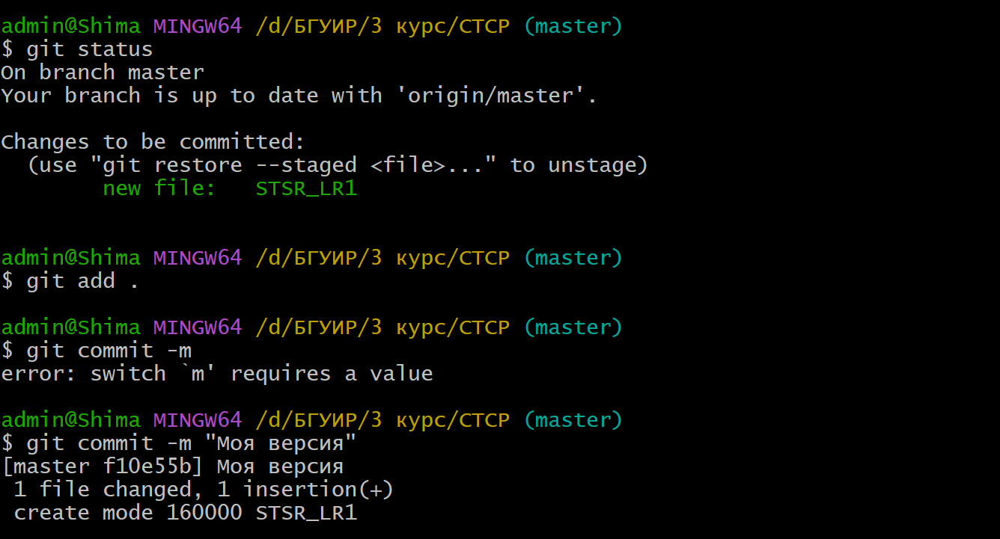 admin@Shima MINGW64 /d/БГУИР/3 курс/СТСР (master)
$ git status
On branch master
Your branch is up to date with 'origin/master'.
Changes to be committed:
  (use "git restore --staged <file>..." to unstage)
        new file:   STSR_LR1
admin@Shima MINGW64 /d/БГУИР/3 курс/СТСР (master)
$ git add .
admin@Shima MINGW64 /d/БГУИР/3 курс/СТСР (master)
$ git commit -m
error: switch `m' requires a value
admin@Shima MINGW64 /d/БГУИР/3 курс/СТСР (master)
$ git commit -m "Моя версия"
[master f10e55b] Моя версия
 1 file changed, 1 insertion(+)
 create mode 160000 STSR_LR1